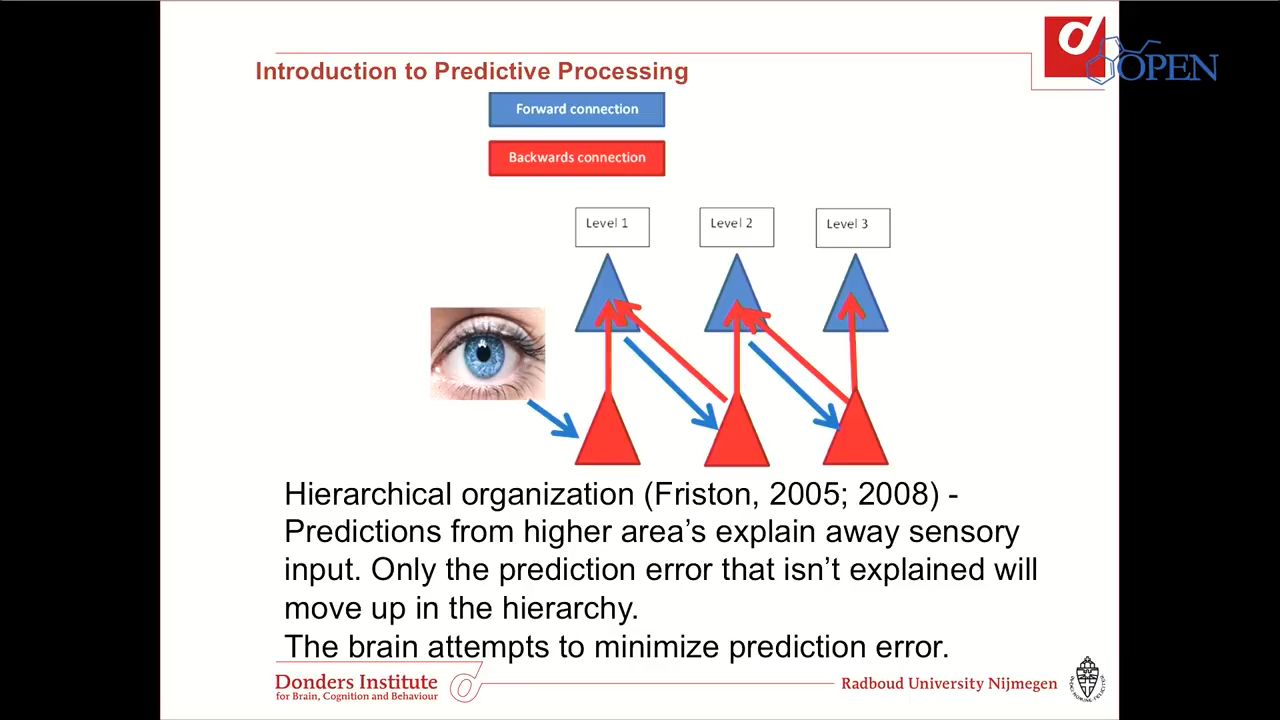 Introduction to Predictive Processing
OPEN
Forward connection
Backwards connection
Level 1
Level 2
Level 3
Hierarchical organization (Friston, 2005; 2008) -
Predictions from higher area’s explain away sensory
input. Only the prediction error that isn’t explained will
move up in the hierarchy.
The brain attempts to minimize prediction error.
Donders Institute
for Brain, Cognition and Behaviour
Radboud University Nijmegen